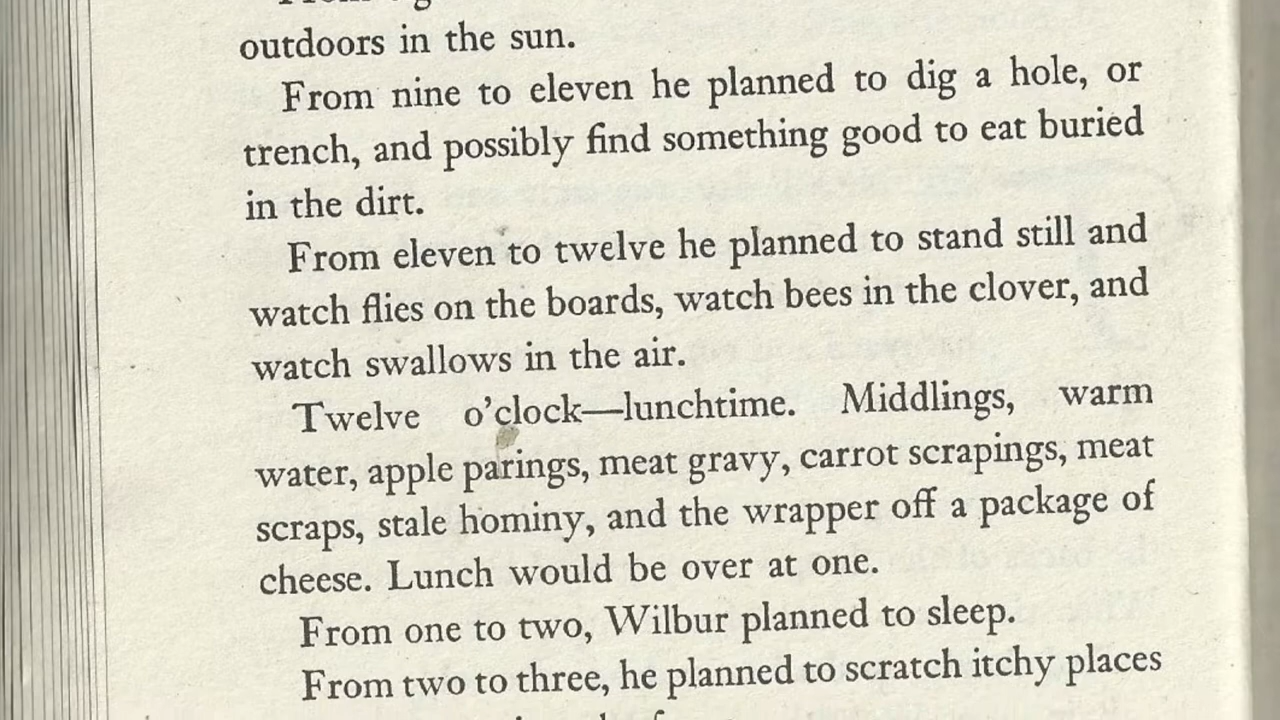 outdoors in the sun.
From nine to eleven he planned to dig a hole, or
trench, and possibly find something good to eat buried
in the dirt.
From eleven to twelve he planned to stand still and
watch flies on the boards, watch bees in the clover, and
watch swallows in the air.
Twelve o’clock—lunchtime. Middlings, warm
water, apple parings, meat gravy, carrot scrapings, meat
scraps, stale hominy, and the wrapper off a package of
cheese. Lunch would be over at one.
From one to two, Wilbur planned to sleep.
From two to three, he planned to scratch itchy places